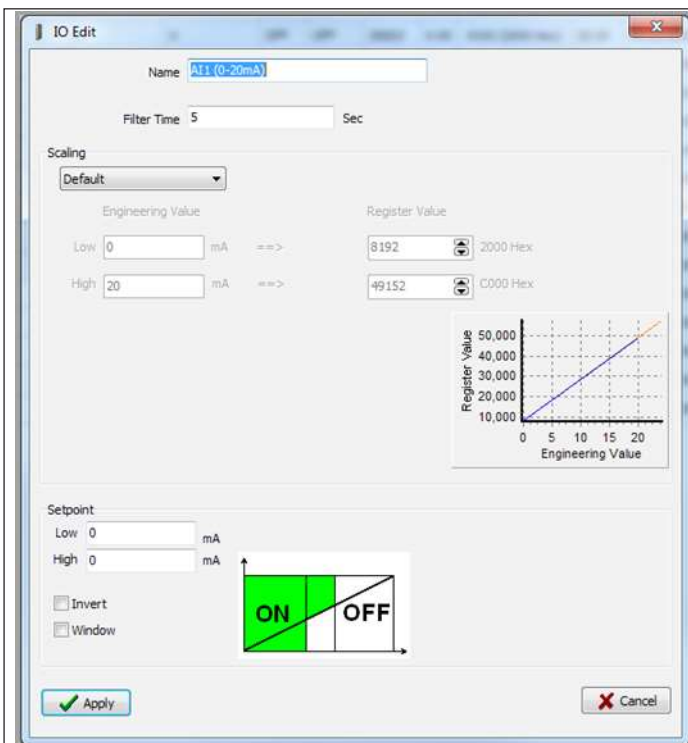 IO Edit
Name AI1 (0-20mA)
Filter Time 5 Sec
Scaling
Default
Engineering Value Register Value
Low 0 mA ==> 8192 2000 Hex
High 20 mA ==> 49152 C000 Hex
Register Value
50,000
40,000
30,000
20,000
10,000
0 5 10 15 20
Engineering Value
Setpoint
Low 0 mA
High 0 mA
Invert
Window
ON OFF
Apply Cancel